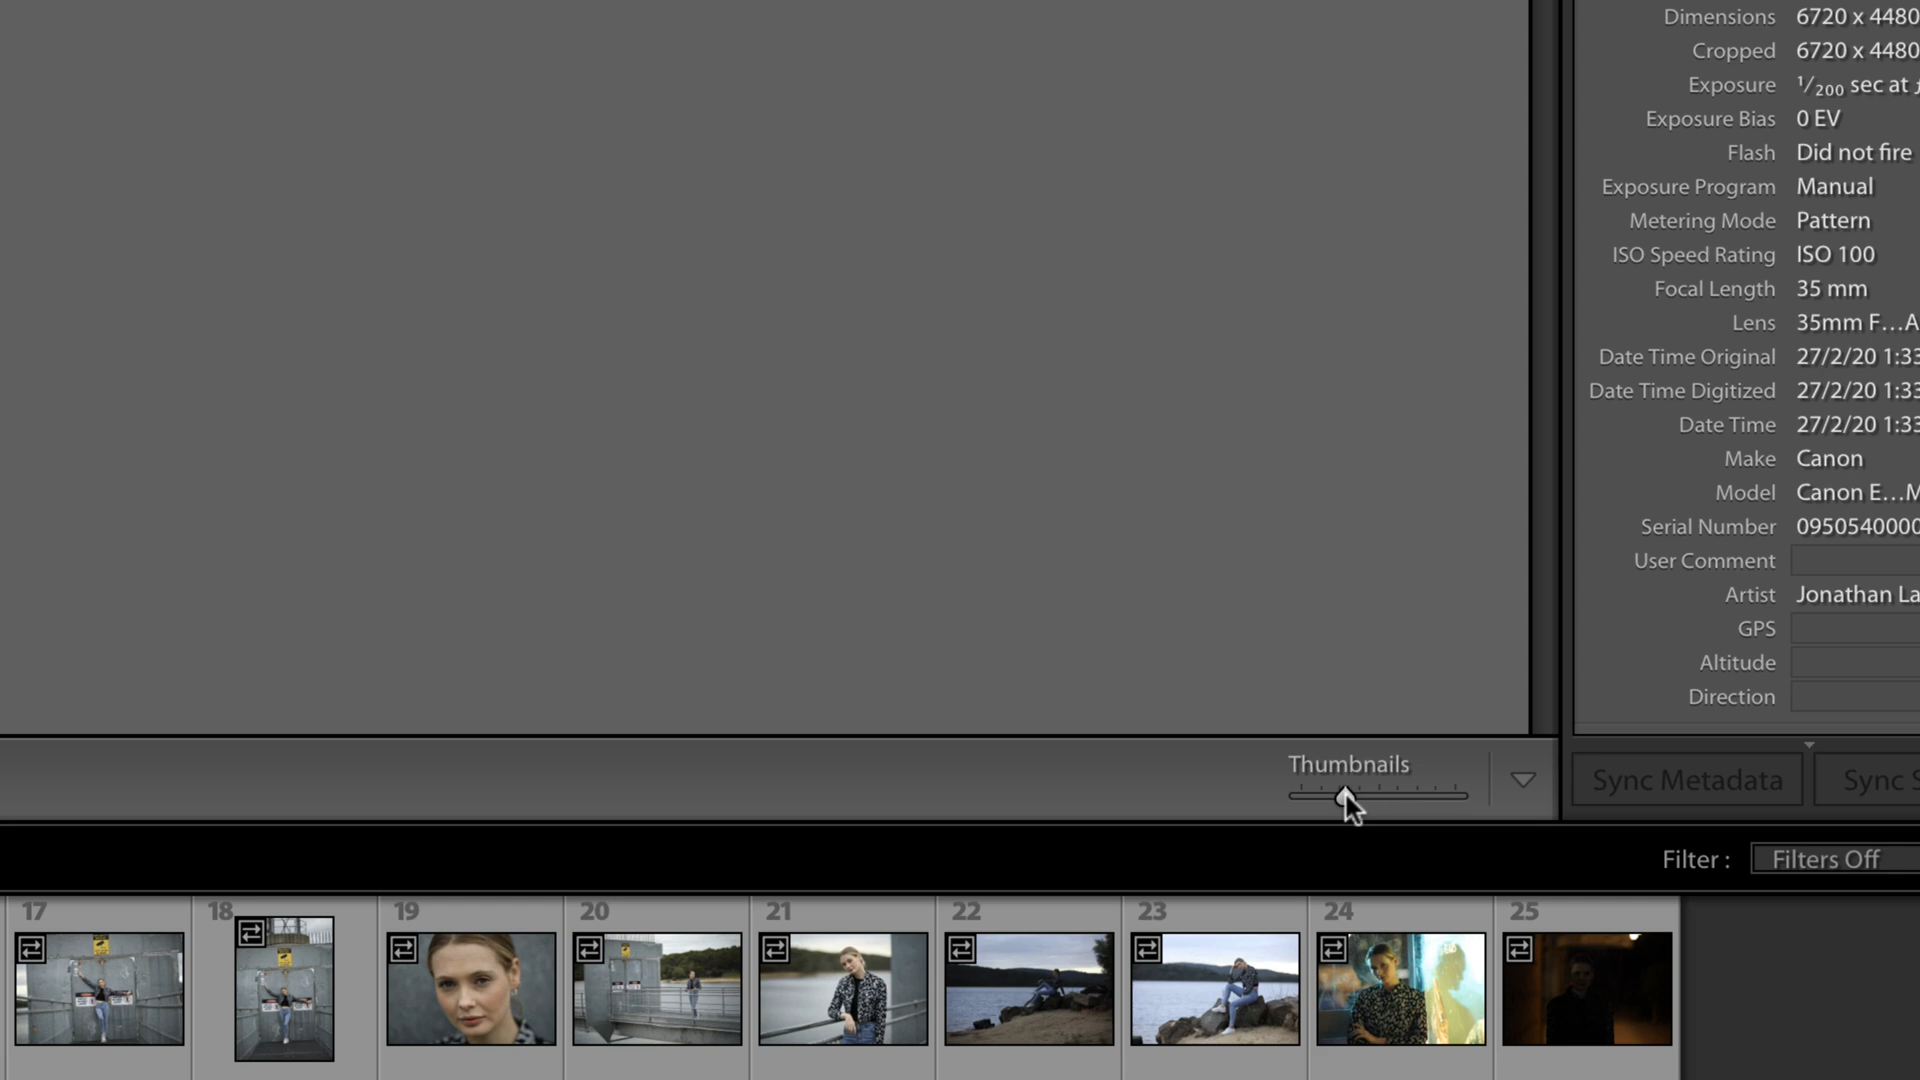 Dimensions 6720 x 4480
Cropped 6720 x 4480
Exposure 1/200 sec at
Exposure Bias 0 EV
Flash Did not fire
Exposure Program Manual
Metering Mode Pattern
ISO Speed Rating ISO 100
Focal Length 35 mm
Lens 35mm F...A
Date Time Original 27/2/20 1:33
Date Time Digitized 27/2/20 1:33
Date Time 27/2/20 1:33
Make Canon
Model Canon E...M
Serial Number 0950540000
User Comment
Artist Jonathan La
GPS
Altitude
Direction
Thumbnails
Sync Metadata Sync S
Filter : Filters Off
17 18 19 20 21 22 23 24 25